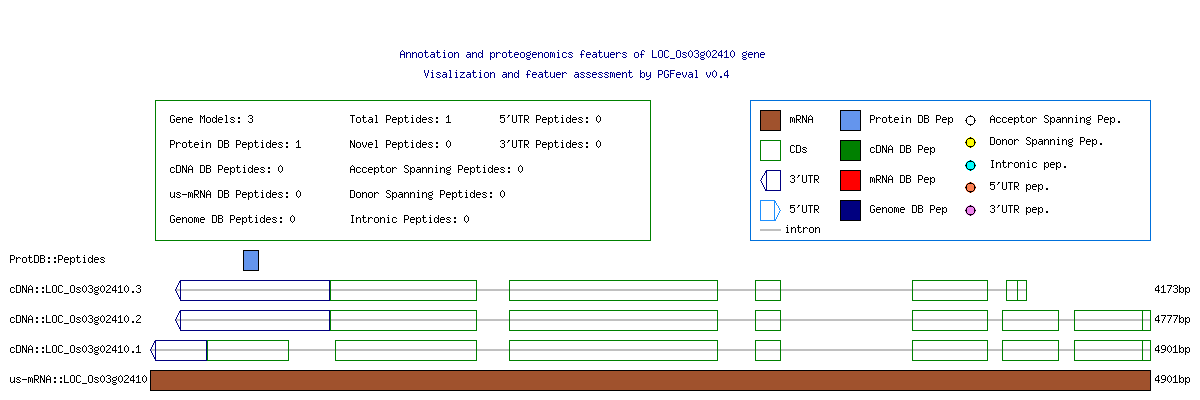 Annotation and proteogenomics featuers of LOC_Os03g02410 gene
Visalization and featuer assessment by PGFeval v0.4
Gene Models: 3
Total Peptides: 1
5'UTR Peptides: 0
Protein DB Peptides: 1
Novel Peptides: 0
3'UTR Peptides: 0
cDNA DB Peptides: 0
Acceptor Spanning Peptides: 0
us-mRNA DB Peptides: 0
Donor Spanning Peptides: 0
Genome DB Peptides: 0
Intronic Peptides: 0
mRNA
Protein DB Pep
Acceptor Spanning Pep.
CDs
cDNA DB Pep
Donor Spanning Pep.
3'UTR
mRNA DB Pep
Intronic pep.
5'UTR
Genome DB Pep
5'UTR pep.
3'UTR pep.
intron
ProtDB::Peptides
cDNA::LOC_Os03g02410.3
4173bp
cDNA::LOC_Os03g02410.2
4777bp
cDNA::LOC_Os03g02410.1
4901bp
us-mRNA::LOC_Os03g02410
4901bp